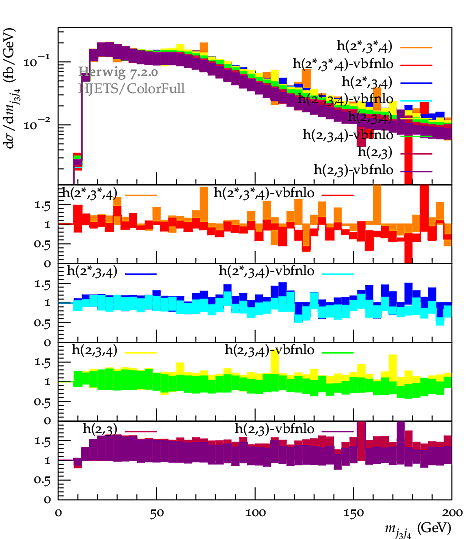 dσ/dm_{j3j4} (fb/GeV)
10⁻¹
10⁻²
Herwig 7.2.0
HJETS/ColorFull
h(2*,3*,4)
h(2*,3*,4)-vbfnlo
h(2*,3,4)
h(2*,3,4)-vbfnlo
h(2,3,4)
h(2,3,4)-vbfnlo
h(2,3)
h(2,3)-vbfnlo
h(2*,3*,4) h(2*,3*,4)-vbfnlo
1.5
1
0.5
0
h(2*,3,4) h(2*,3,4)-vbfnlo
1.5
1
0.5
0
h(2,3,4) h(2,3,4)-vbfnlo
1.5
1
0.5
0
h(2,3) h(2,3)-vbfnlo
1.5
1
0.5
0
0 50 100 150 200
m_{j3j4} (GeV)